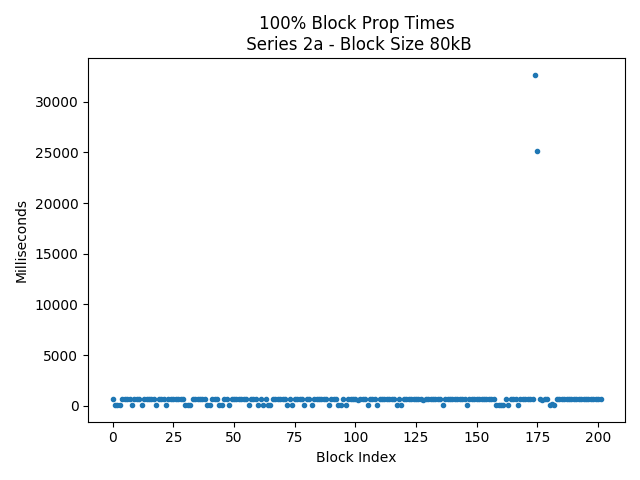 100% Block Prop Times
Series 2a - Block Size 80kB
Milliseconds
30000
25000
20000
15000
10000
5000
0
0 25 50 75 100 125 150 175 200
Block Index